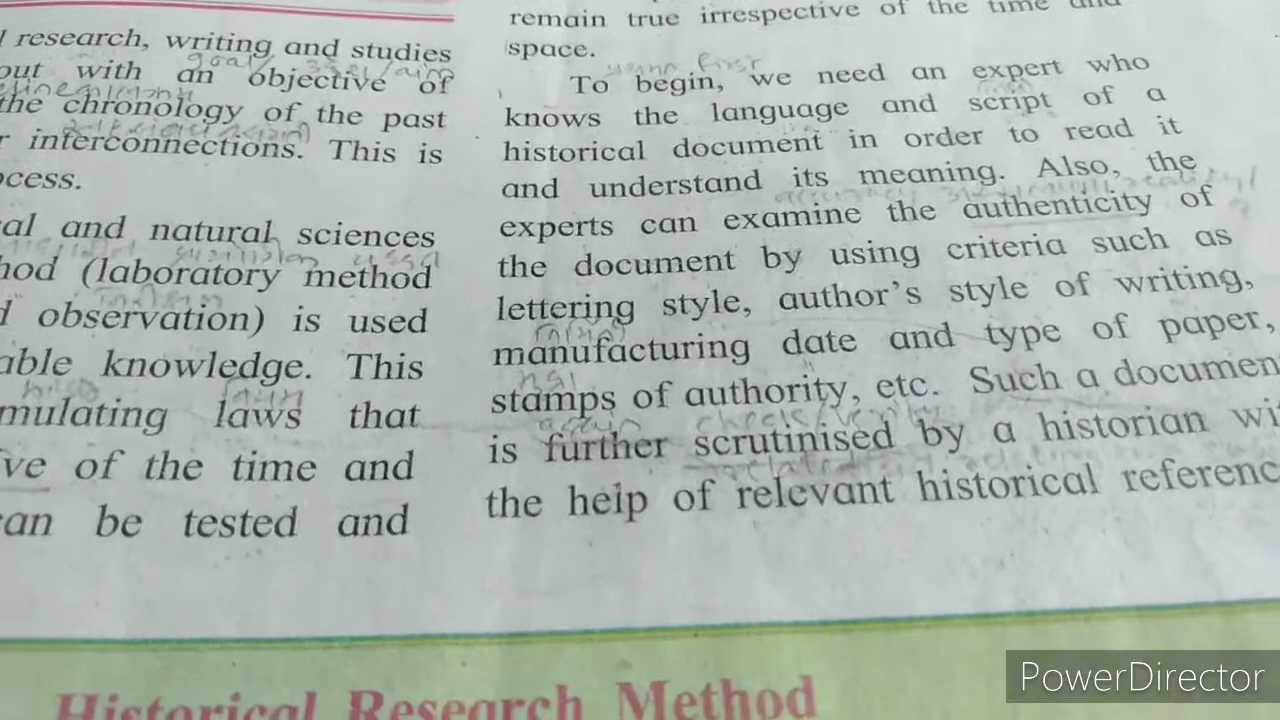 research, writing and studies
out with an objective of
the chronology of the past
interconnections. This is
ocess.
al and natural sciences
hod (laboratory method
observation) is used
able knowledge. This
mulating laws that
ve of the time and
can be tested and
remain true irrespective of the time and
space.
To begin, we need an expert who
knows the language and script of a
historical document in order to read it
and understand its meaning. Also, the
experts can examine the authenticity of
the document by using criteria such as
lettering style, author's style of writing,
manufacturing date and type of paper,
stamps of authority, etc. Such a documen
is further scrutinised by a historian wi
the help of relevant historical referenc
Historical Research Method
PowerDirector